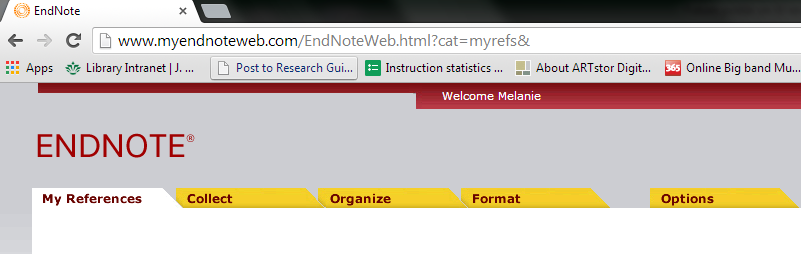 EndNote
www.myendnoteweb.com/EndNoteWeb.html?cat=myrefs&
Apps Library Intranet | J. ... Post to Research Gui... Instruction statistics ... About ARTstor Digit... 365 Online Big band Mu...
Welcome Melanie
ENDNOTE®
My References Collect Organize Format Options